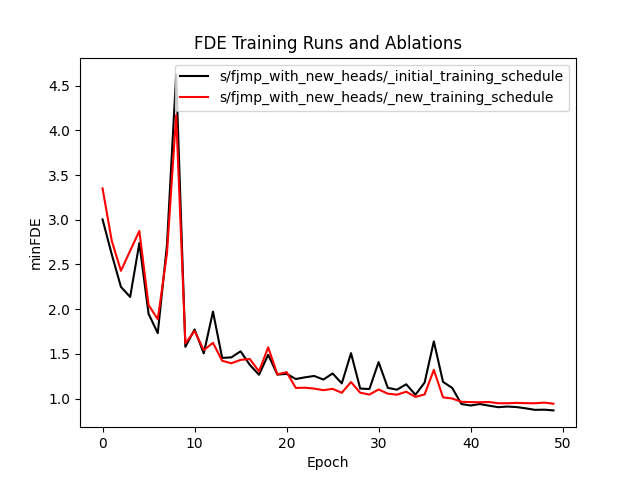 FDE Training Runs and Ablations
s/fjmp_with_new_heads/_initial_training_schedule
s/fjmp_with_new_heads/_new_training_schedule
4.5
4.0
3.5
3.0
2.5
2.0
1.5
1.0
minFDE
0 10 20 30 40 50
Epoch